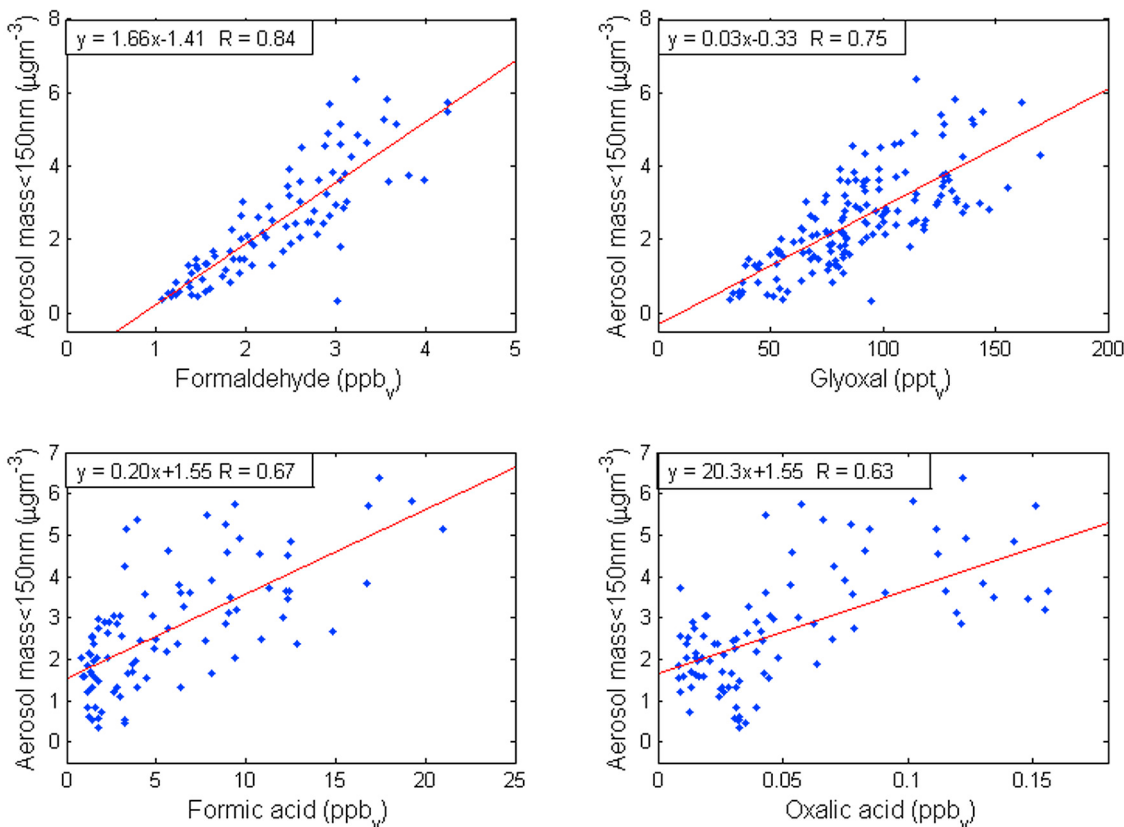 y = 1.66x-1.41 R = 0.84
8
6
4
2
0
Aerosol mass<150nm (μgm⁻³)
0 1 2 3 4 5
Formaldehyde (ppbᵥ)
y = 0.03x-0.33 R = 0.75
8
6
4
2
0
Aerosol mass<150nm (μgm⁻³)
0 50 100 150 200
Glyoxal (pptᵥ)
y = 0.20x+1.55 R = 0.67
7
6
5
4
3
2
1
0
Aerosol mass<150nm (μgm⁻³)
0 5 10 15 20 25
Formic acid (ppbᵥ)
y = 20.3x+1.55 R = 0.63
7
6
5
4
3
2
1
0
Aerosol mass<150nm (μgm⁻³)
0 0.05 0.1 0.15
Oxalic acid (ppbᵥ)